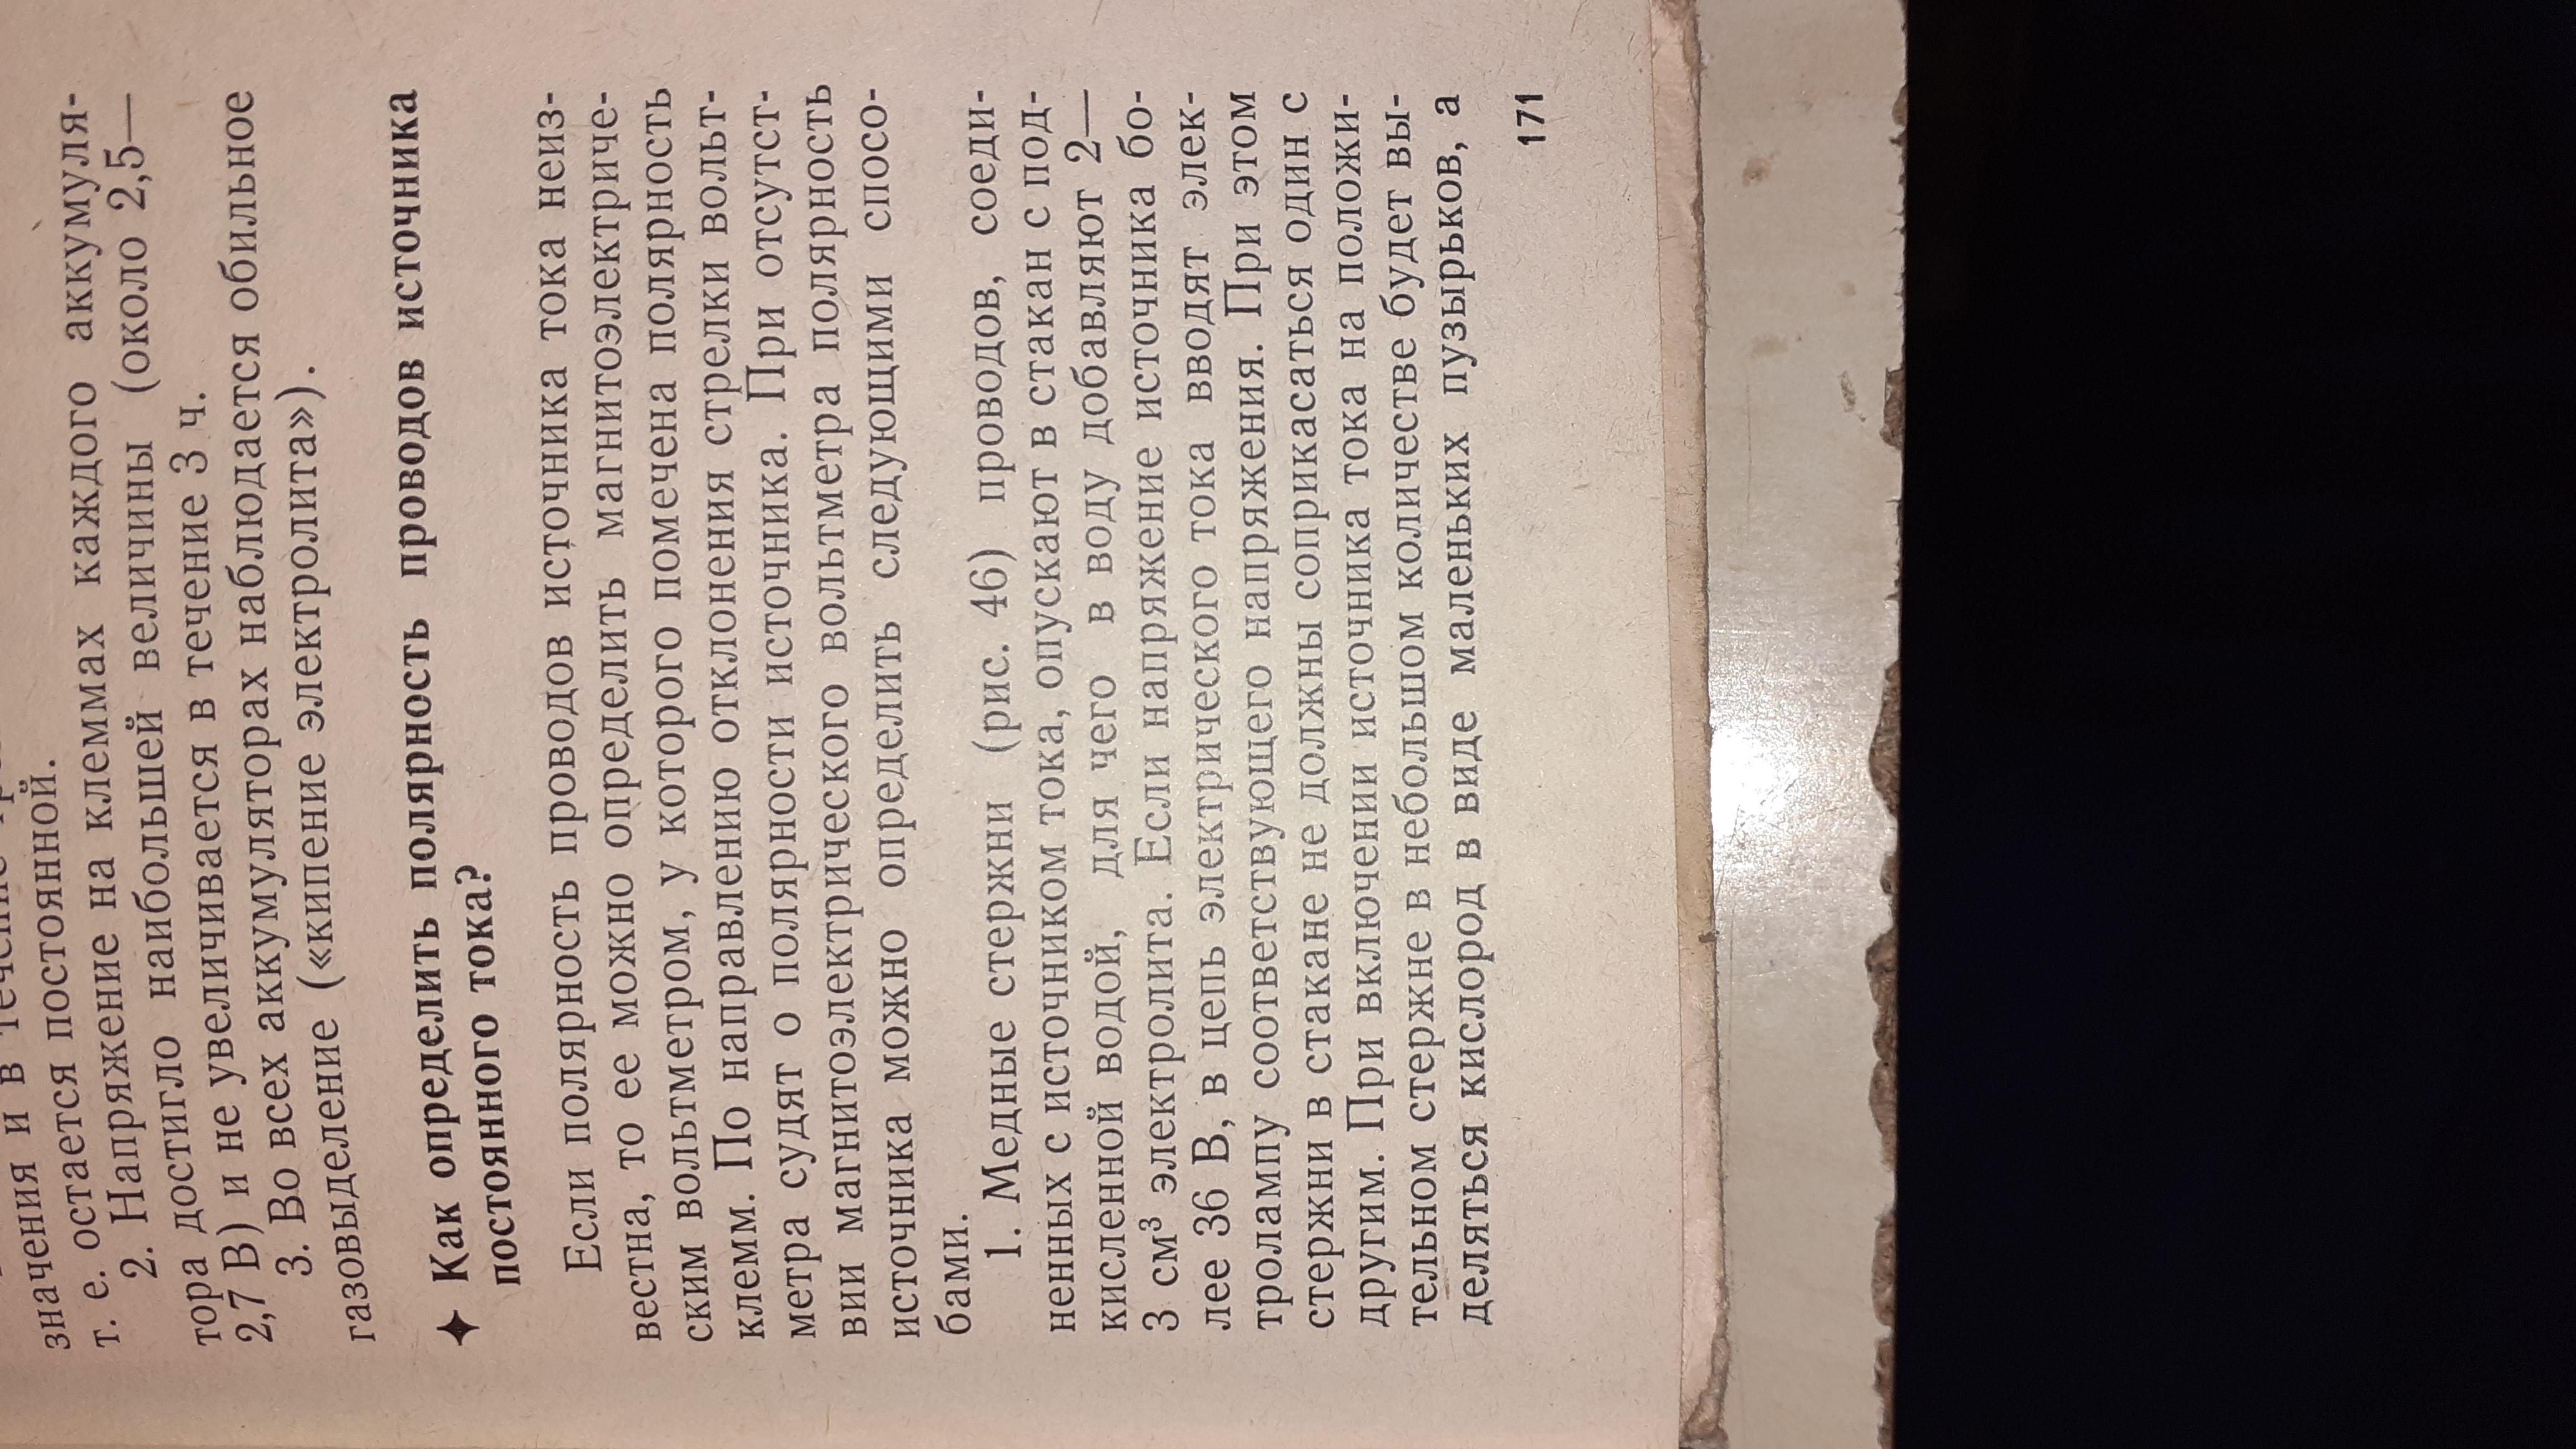 значения и в течение
т. е. остается постоянной.
2. Напряжение на клеммах каждого аккумуля-
тора достигло наибольшей величины (около 2,5—
2,7 В) и не увеличивается в течение 3 ч.
3. Во всех аккумуляторах наблюдается обильное
газовыделение («кипение электролита»).
✦ Как определить полярность проводов источника
постоянного тока?
Если полярность проводов источника тока неиз-
вестна, то ее можно определить магнитоэлектриче-
ским вольтметром, у которого помечена полярность
клемм. По направлению отклонения стрелки вольт-
метра судят о полярности источника. При отсутст-
вии магнитоэлектрического вольтметра полярность
источника можно определить следующими спосо-
бами.
1. Медные стержни (рис. 46) проводов, соеди-
ненных с источником тока, опускают в стакан с под-
кисленной водой, для чего в воду добавляют 2—
3 см³ электролита. Если напряжение источника бо-
лее 36 В, в цепь электрического тока вводят элек-
тролампу соответствующего напряжения. При этом
стержни в стакане не должны соприкасаться один с
другим. При включении источника тока на положи-
тельном стержне в небольшом количестве будет вы-
деляться кислород в виде маленьких пузырьков, а
171